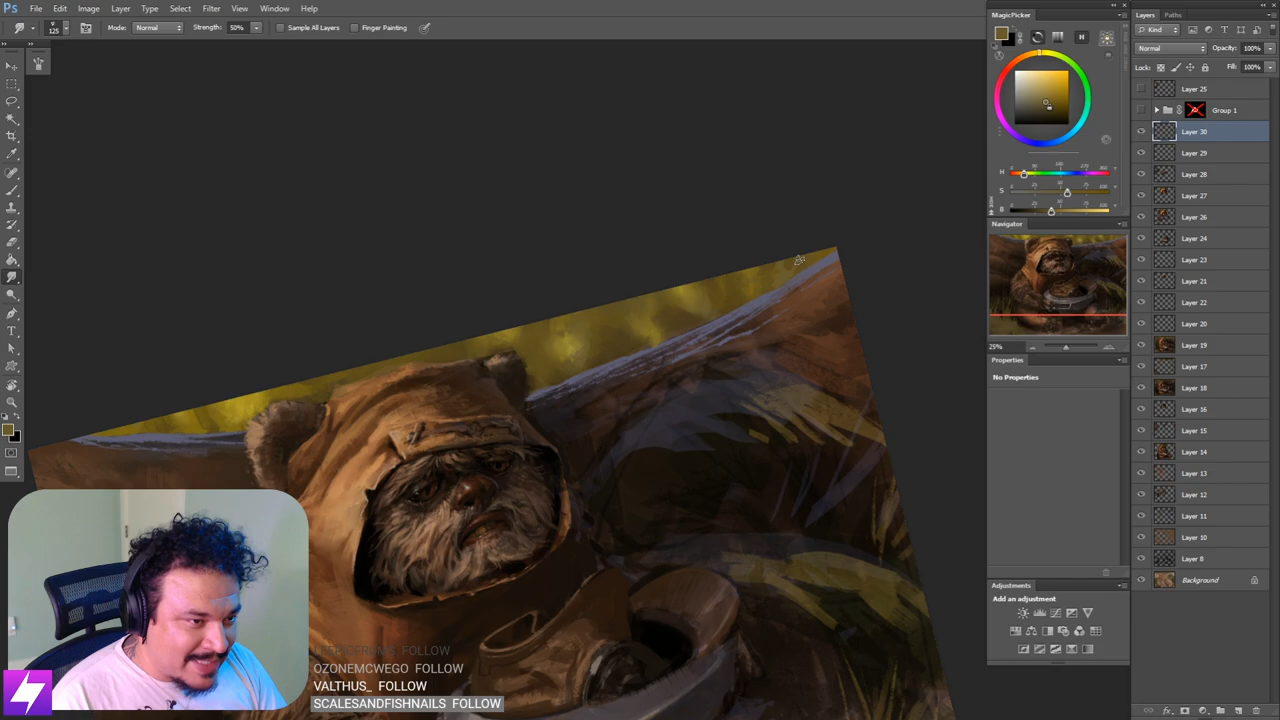 Ps File Edit Image Layer Type Select Filter View Window Help
125 Mode: Normal Strength: 50% Sample All Layers Finger Painting
MagicPicker
H
H
S
B
Navigator
25%
Properties
No Properties
Adjustments
Add an adjustment
Layers Paths
Kind
Normal Opacity: 100%
Lock: Fill: 100%
Layer 25
Group 1
Layer 30
Layer 29
Layer 28
Layer 27
Layer 26
Layer 24
Layer 23
Layer 21
Layer 22
Layer 20
Layer 19
Layer 17
Layer 18
Layer 16
Layer 15
Layer 14
Layer 13
Layer 12
Layer 11
Layer 10
Layer 8
Background
FOLLOW
OZONEMCWEGO FOLLOW
VALTHUS_ FOLLOW
SCALESANDFISHNAILS FOLLOW